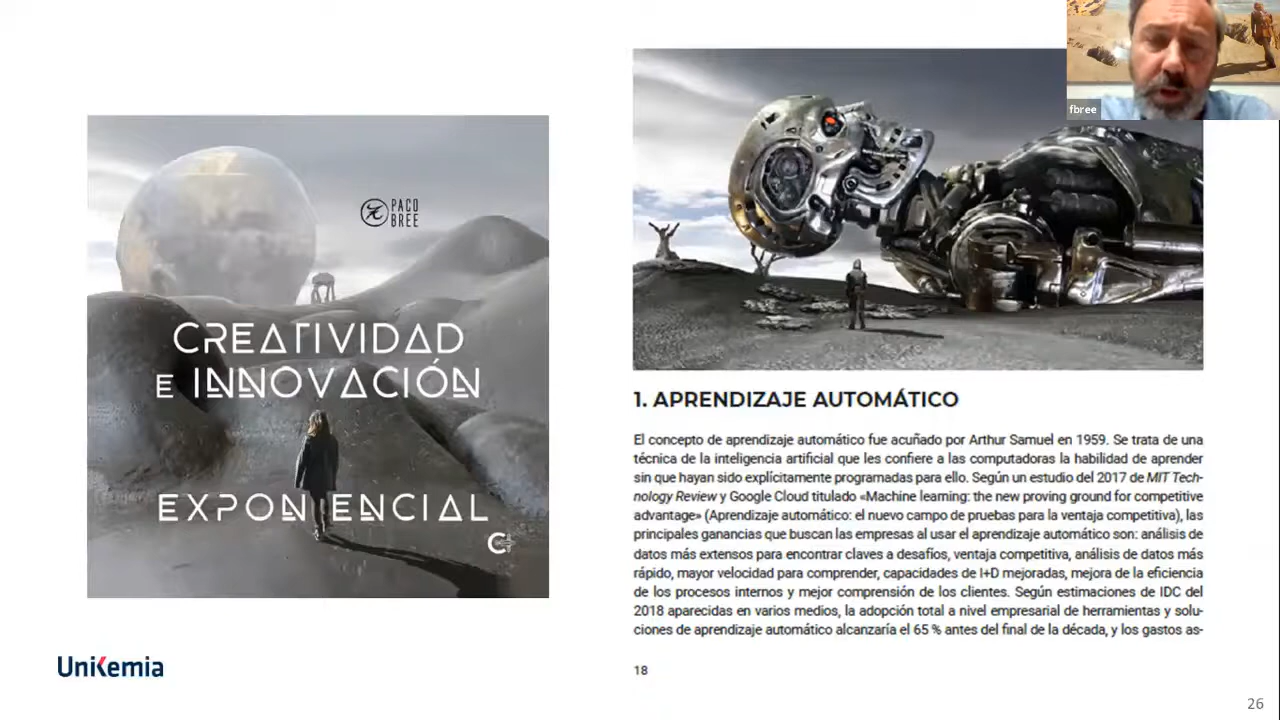 fbree
PACO
BREE
CREATIVIDAD
E INNOVACIÓN
EXPONENCIAL
C
1. APRENDIZAJE AUTOMÁTICO
El concepto de aprendizaje automático fue acuñado por Arthur Samuel en 1959. Se trata de una
técnica de la inteligencia artificial que les confiere a las computadoras la habilidad de aprender
sin que hayan sido explícitamente programadas para ello. Según un estudio del 2017 de MIT Tech-
nology Review y Google Cloud titulado «Machine learning: the new proving ground for competitive
advantage» (Aprendizaje automático: el nuevo campo de pruebas para la ventaja competitiva), las
principales ganancias que buscan las empresas al usar el aprendizaje automático son: análisis de
datos más extensos para encontrar claves a desafíos, ventaja competitiva, análisis de datos más
rápido, mayor velocidad para comprender, capacidades de I+D mejoradas, mejora de la eficiencia
de los procesos internos y mejor comprensión de los clientes. Según estimaciones de IDC del
2018 aparecidas en varios medios, la adopción total a nivel empresarial de herramientas y solu-
ciones de aprendizaje automático alcanzaría el 65 % antes del final de la década, y los gastos as-
18
UniKemia
26